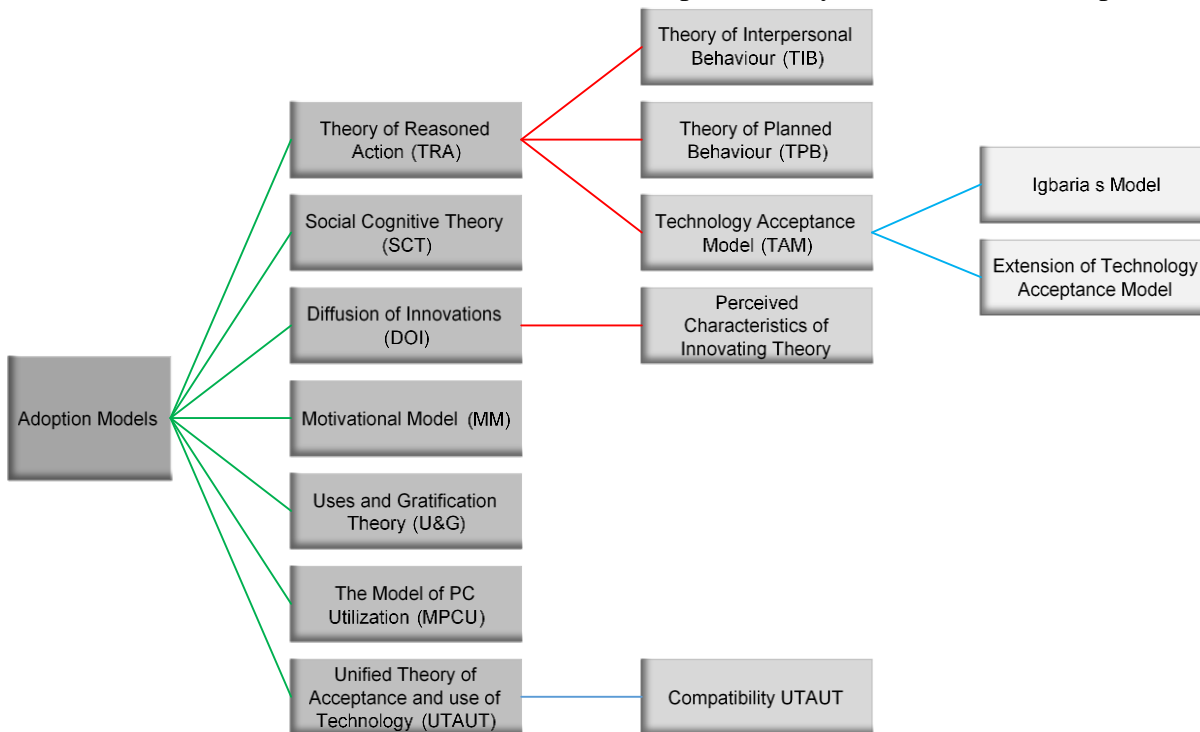 Adoption Models
Theory of Reasoned
Action (TRA)
Social Cognitive Theory
(SCT)
Diffusion of Innovations
(DOI)
Motivational Model (MM)
Uses and Gratification
Theory (U&G)
The Model of PC
Utilization (MPCU)
Unified Theory of
Acceptance and use of
Technology (UTAUT)
Theory of Interpersonal
Behaviour (TIB)
Theory of Planned
Behaviour (TPB)
Technology Acceptance
Model (TAM)
Perceived
Characteristics of
Innovating Theory
Compatibility UTAUT
Igbaria s Model
Extension of Technology
Acceptance Model